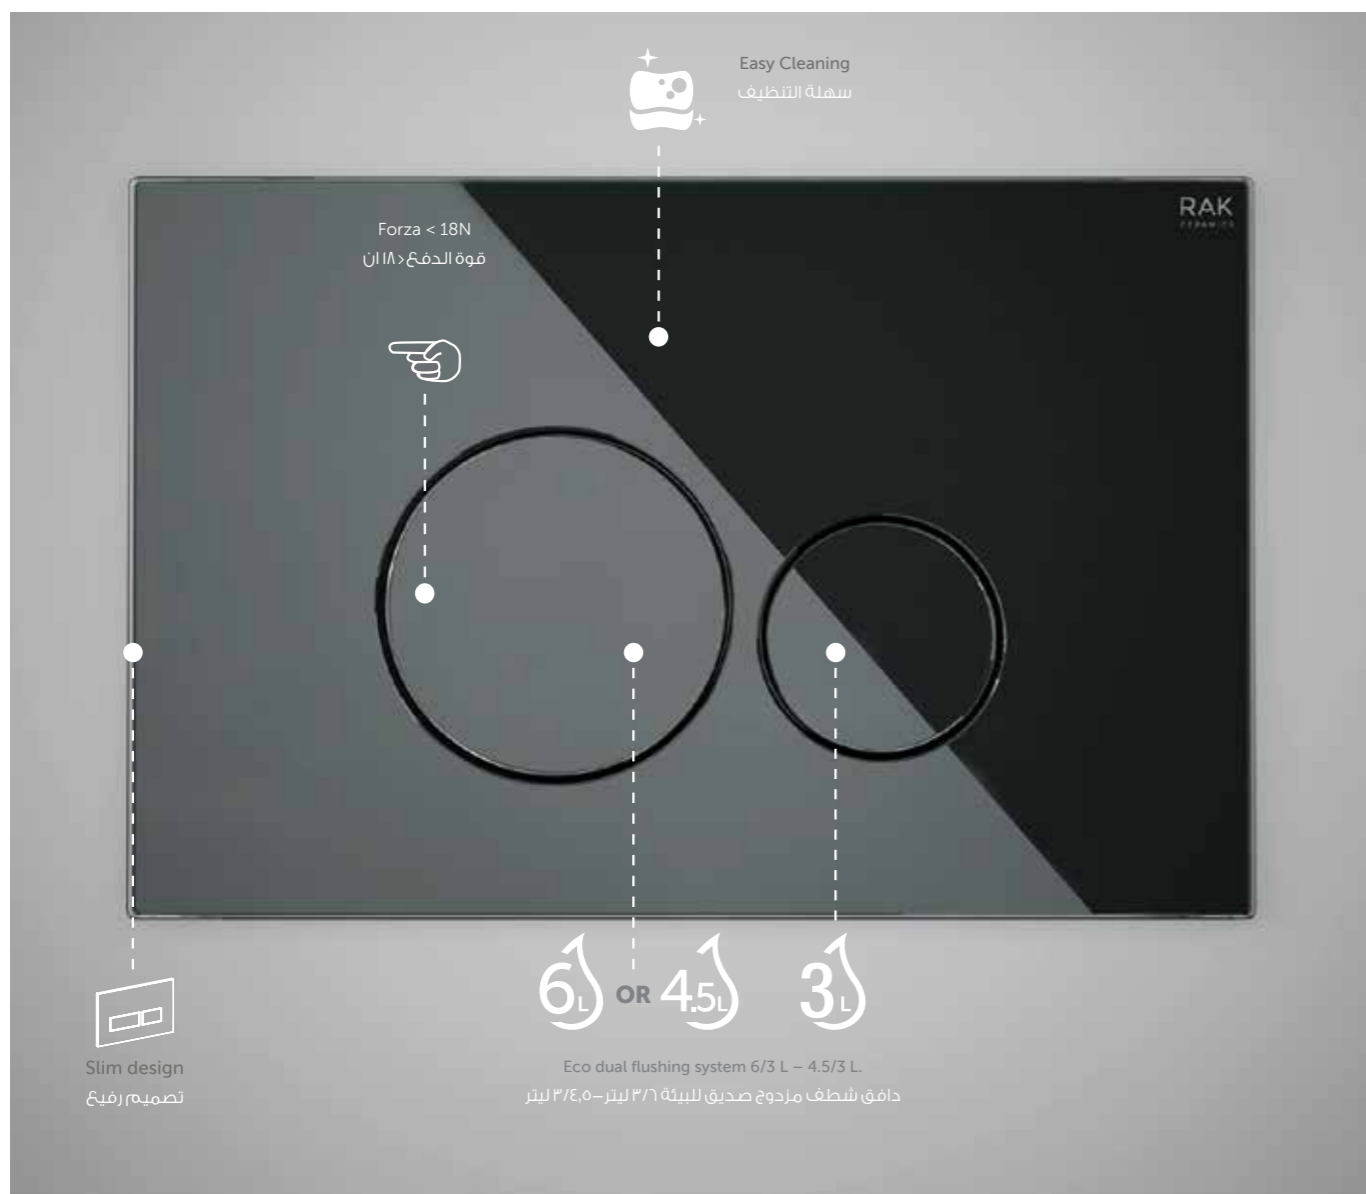 Easy Cleaning
سهلة التنظيف
RAK
CERAMICS
Forza < 18N
قوة الدفع < ١٨ ان
6L OR 4.5L 3L
Slim design
تصميم رفيع
Eco dual flushing system 6/3 L – 4.5/3 L.
دافق شطف مزدوج صديق للبيئة ٣/٦ ليتر – ٣/٤,٥ ليتر